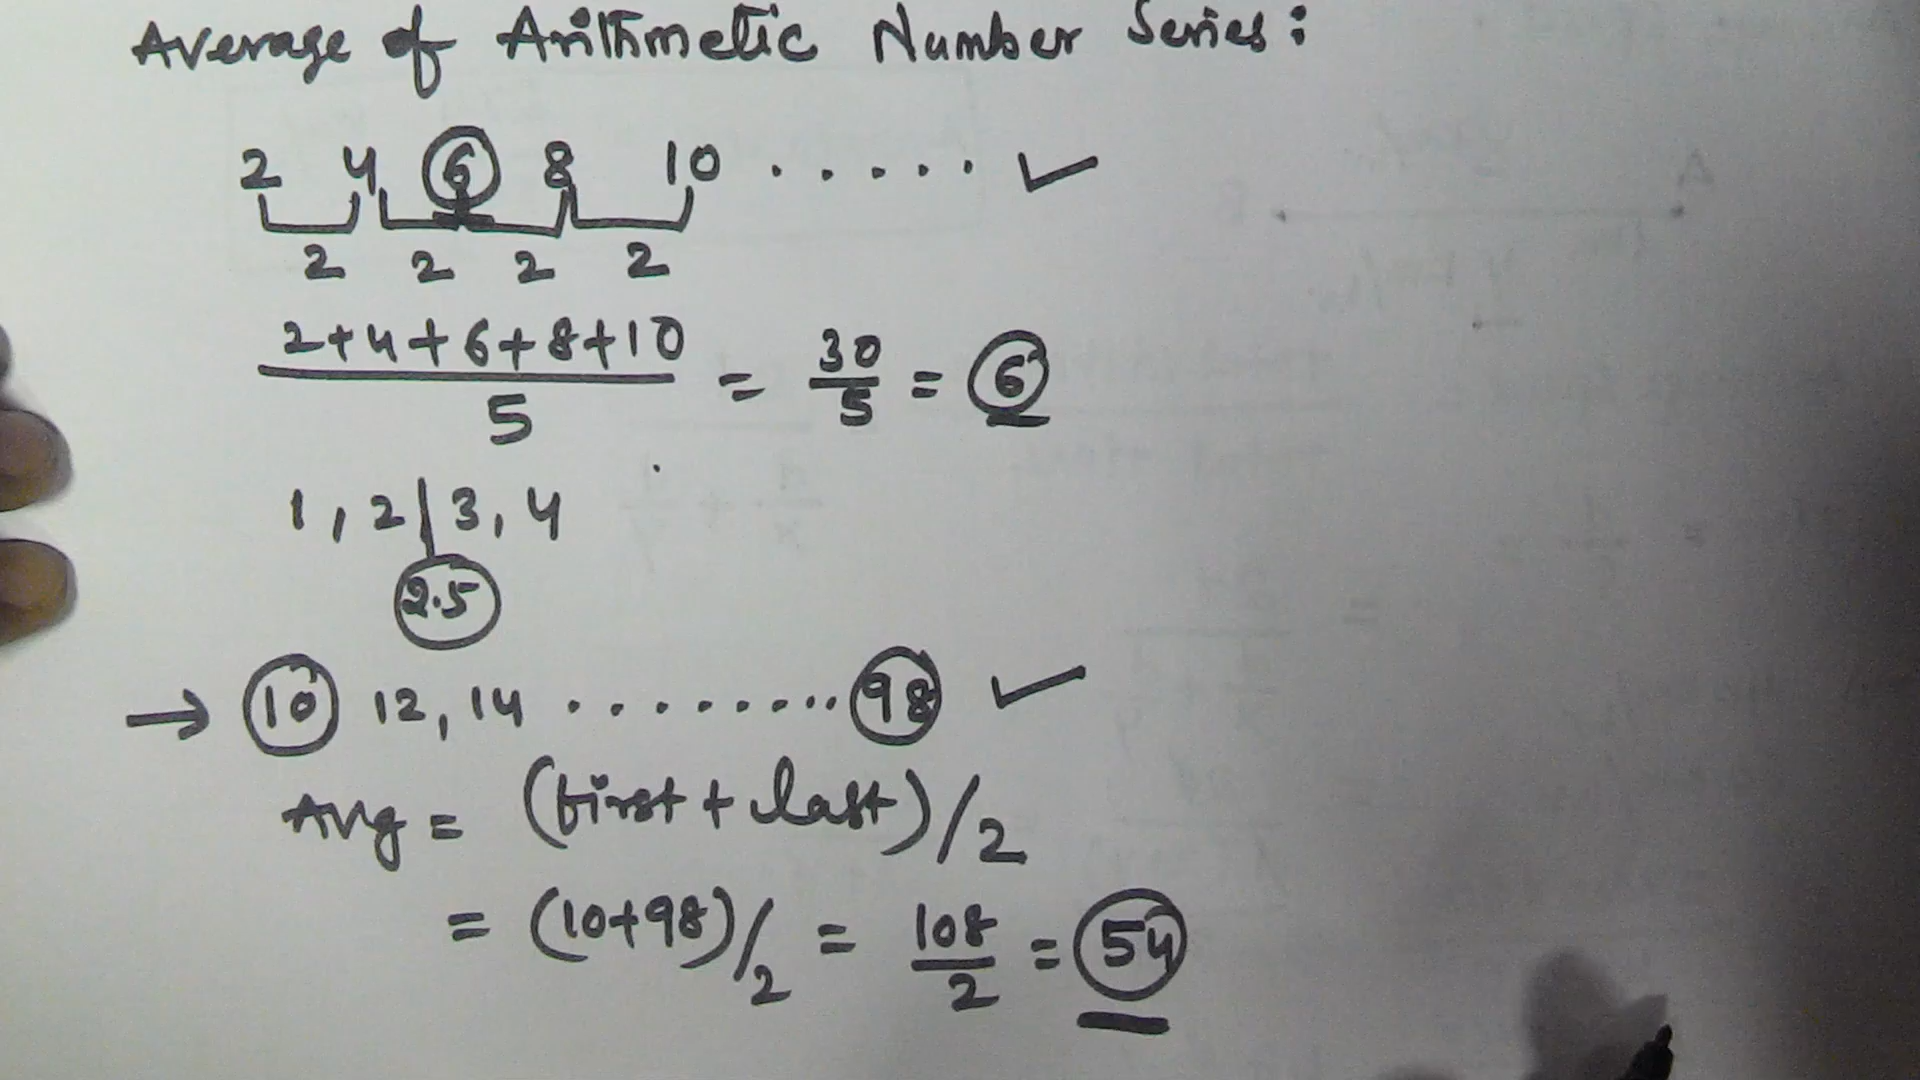 Average of Arithmetic Number Series:
2 4 6 8 10 ..... ✓
2 2 2 2
2+4+6+8+10
5
= 30/5 = 6
1, 2 | 3, 4
2.5
→ 10 12, 14 ......... 98 ✓
Avg = (first + last)/2
= (10+98)/2 = 108/2 = 54